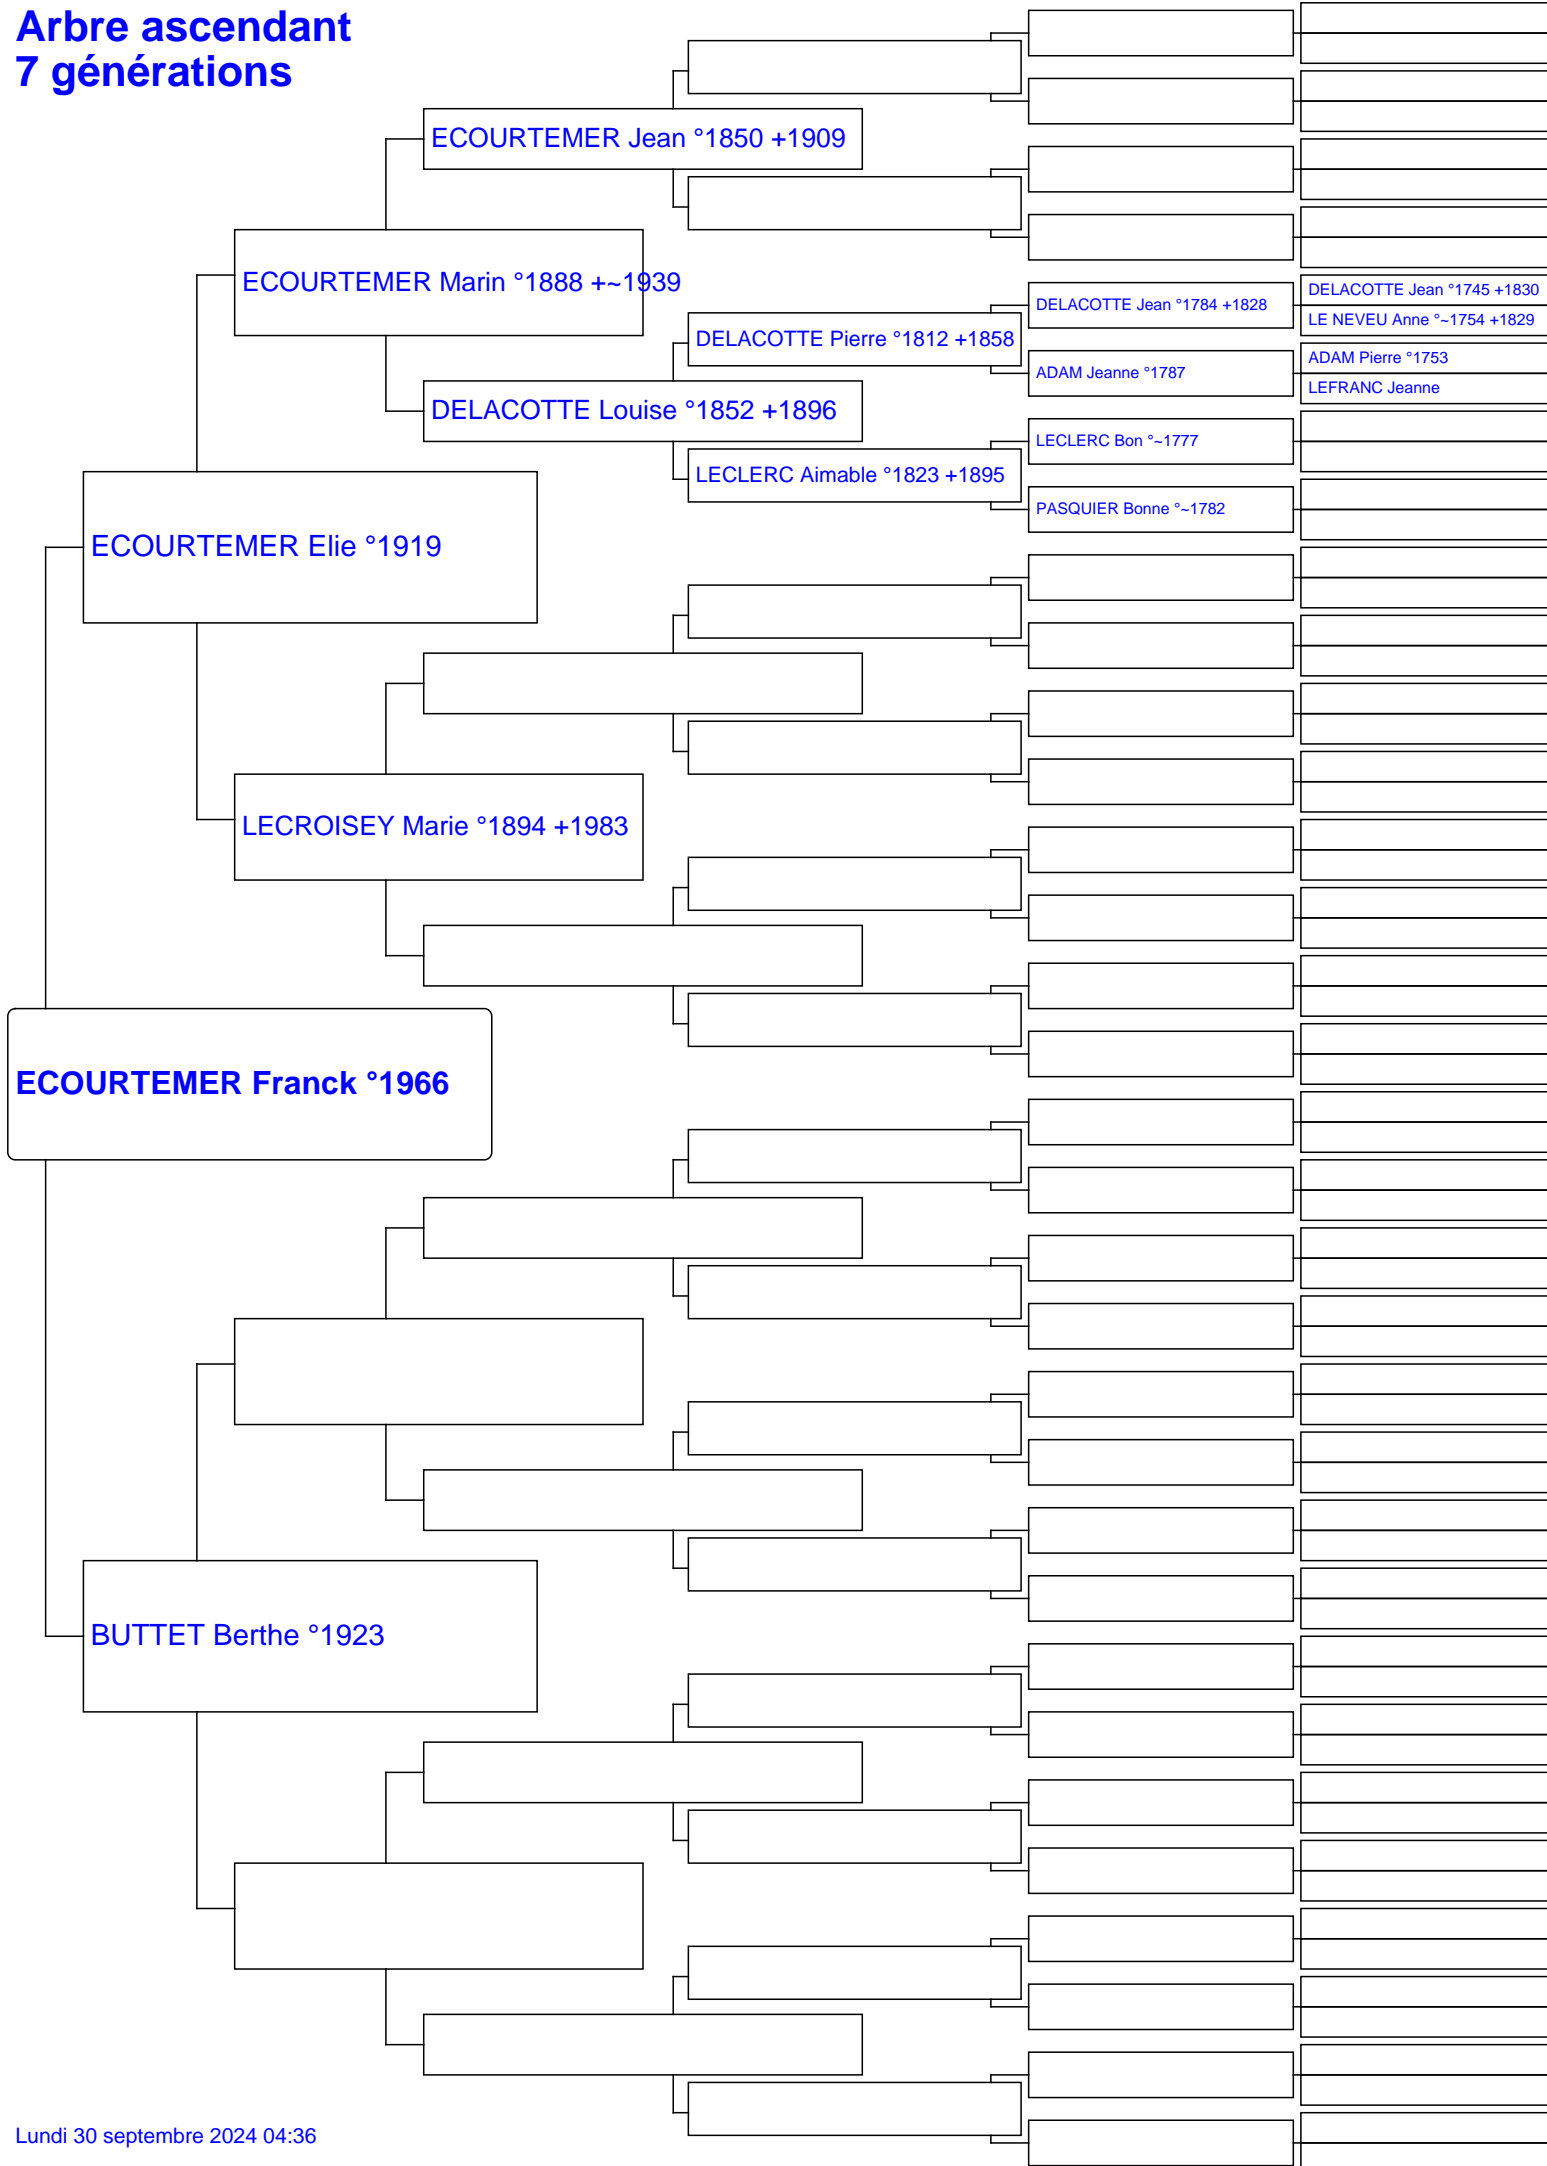 Arbre ascendant
7 générations
ECOURTEMER Jean °1850 +1909
ECOURTEMER Marin °1888 +~1939
DELACOTTE Jean °1745 +1830
DELACOTTE Jean °1784 +1828
LE NEVEU Anne °~1754 +1829
DELACOTTE Pierre °1812 +1858
ADAM Pierre °1753
ADAM Jeanne °1787
LEFRANC Jeanne
DELACOTTE Louise °1852 +1896
LECLERC Bon °~1777
LECLERC Aimable °1823 +1895
PASQUIER Bonne °~1782
ECOURTEMER Elie °1919
LECROISEY Marie °1894 +1983
ECOURTEMER Franck °1966
BUTTET Berthe °1923
Lundi 30 septembre 2024 04:36